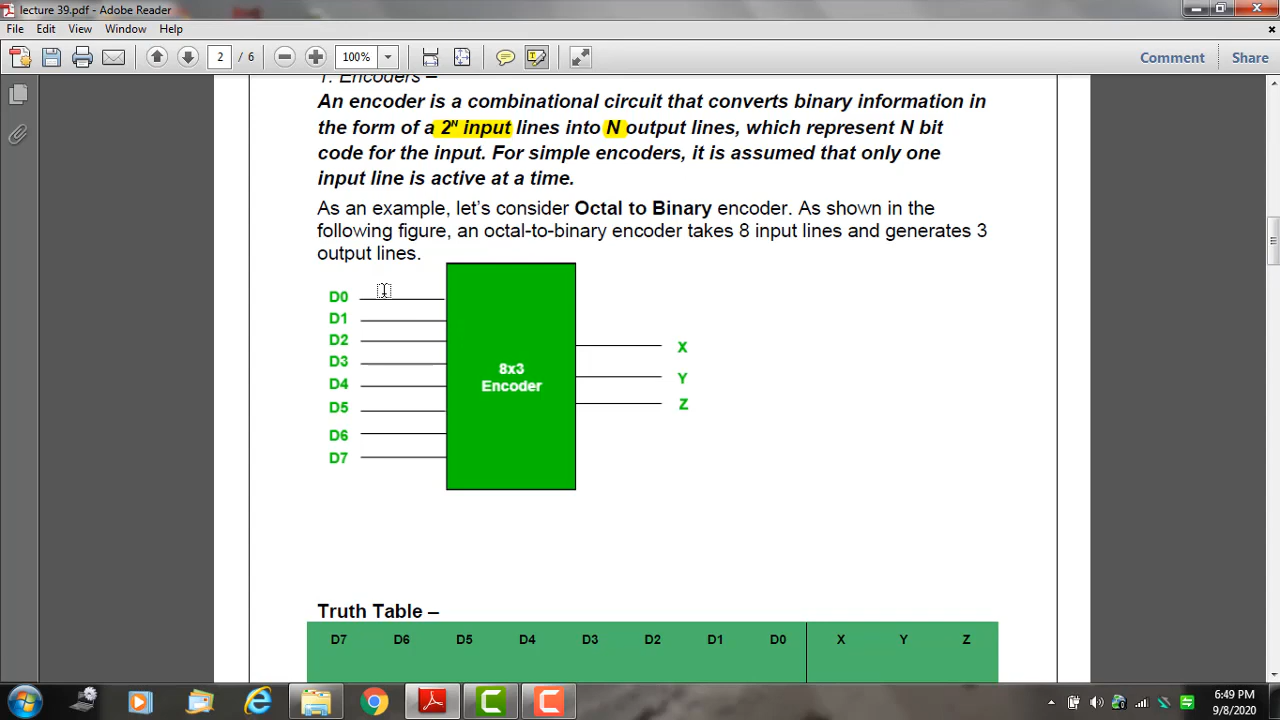 lecture 39.pdf - Adobe Reader
File Edit View Window Help
2 / 6 100% Comment Share
1. Encoders –
An encoder is a combinational circuit that converts binary information in
the form of a 2ᴺ input lines into N output lines, which represent N bit
code for the input. For simple encoders, it is assumed that only one
input line is active at a time.
As an example, let’s consider Octal to Binary encoder. As shown in the
following figure, an octal-to-binary encoder takes 8 input lines and generates 3
output lines.
D0
D1
D2
D3
D4
D5
D6
D7
8x3
Encoder
X
Y
Z
Truth Table –
D7 D6 D5 D4 D3 D2 D1 D0 X Y Z
6:49 PM
9/8/2020